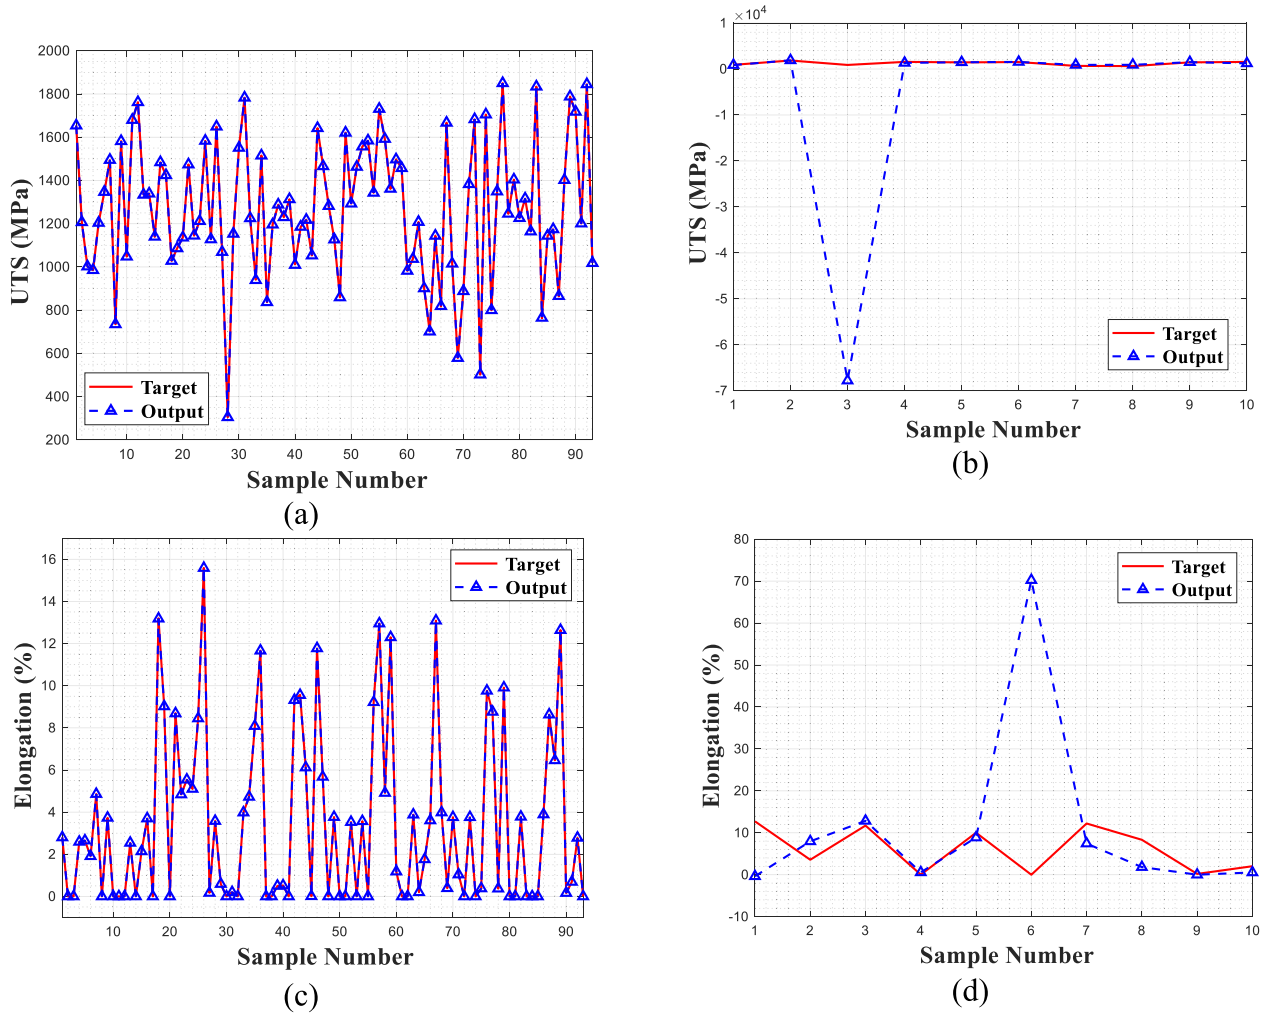 2000
1800
1600
1400
1200
1000
800
600
400
200
UTS (MPa)
Target
Output
10 20 30 40 50 60 70 80 90
Sample Number
(a)
×10^4
1
0
-1
-2
-3
-4
-5
-6
-7
UTS (MPa)
Target
Output
1 2 3 4 5 6 7 8 9 10
Sample Number
(b)
16
14
12
10
8
6
4
2
0
Elongation (%)
Target
Output
10 20 30 40 50 60 70 80 90
Sample Number
(c)
80
70
60
50
40
30
20
10
0
-10
Elongation (%)
Target
Output
1 2 3 4 5 6 7 8 9 10
Sample Number
(d)